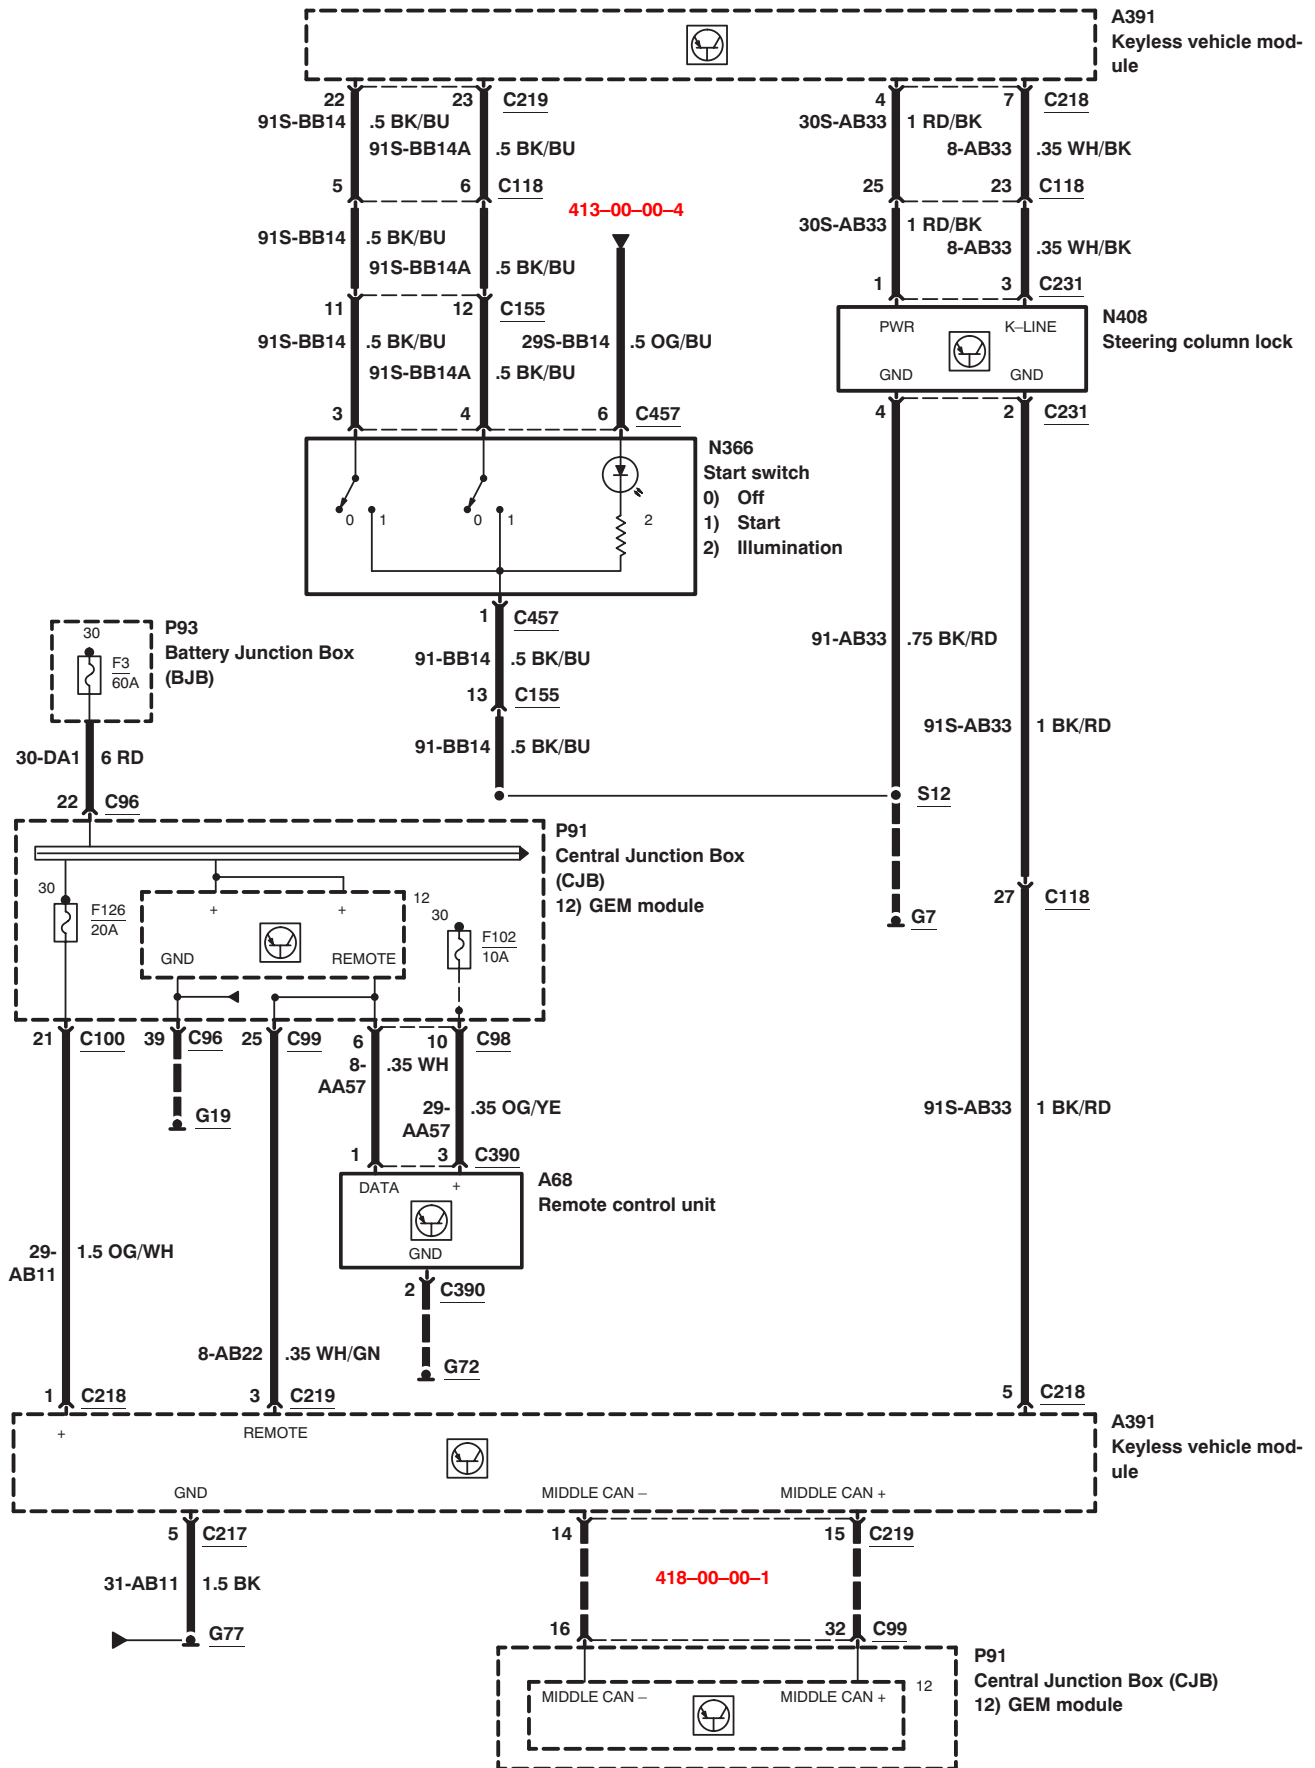 A391
Keyless vehicle mod-
ule
22 23 C219 4 7 C218
91S-BB14 .5 BK/BU 30S-AB33 1 RD/BK
91S-BB14A .5 BK/BU 8-AB33 .35 WH/BK
5 6 C118 25 23 C118
413–00–00–4
91S-BB14 .5 BK/BU 30S-AB33 1 RD/BK
91S-BB14A .5 BK/BU 8-AB33 .35 WH/BK
1 3 C231
11 12 C155
N408
Steering column lock
PWR K–LINE
GND GND
91S-BB14 .5 BK/BU 29S-BB14 .5 OG/BU
91S-BB14A .5 BK/BU
3 4 6 C457 4 2 C231
N366
Start switch
0) Off
1) Start
2) Illumination
0 1 0 1 2
1 C457
P93
Battery Junction Box
(BJB)
30
F3
60A
91-BB14 .5 BK/BU 91-AB33 .75 BK/RD
13 C155
91S-AB33 1 BK/RD
91-BB14 .5 BK/BU
30-DA1 6 RD
22 C96 S12
P91
Central Junction Box
(CJB)
12) GEM module
30
F126
20A
+ + 12
30
F102
10A
GND REMOTE
27 C118
G7
21 C100 39 C96 25 C99 6 10 C98
8-
AA57 .35 WH
29-
AA57 .35 OG/YE
G19
91S-AB33 1 BK/RD
1 3 C390
A68
Remote control unit
DATA +
GND
2 C390
29-
AB11 1.5 OG/WH
8-AB22 .35 WH/GN
G72
1 C218 3 C219 5 C218
A391
Keyless vehicle mod-
ule
+ REMOTE
GND MIDDLE CAN – MIDDLE CAN +
5 C217 14 15 C219
31-AB11 1.5 BK
418–00–00–1
G77
16 32 C99
P91
Central Junction Box (CJB)
12) GEM module
MIDDLE CAN – MIDDLE CAN + 12